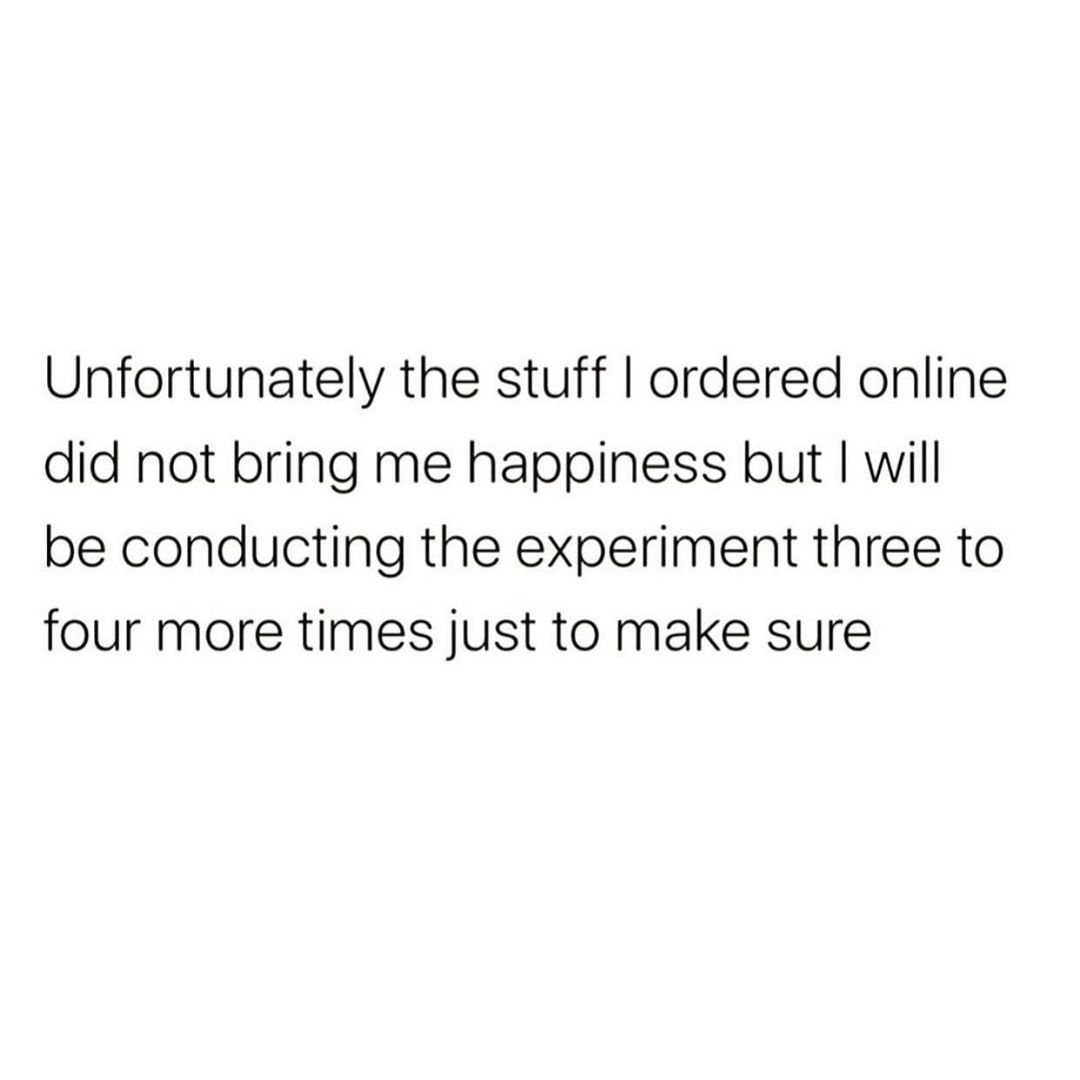 Unfortunately the stuff I ordered online
did not bring me happiness but I will
be conducting the experiment three to
four more times just to make sure